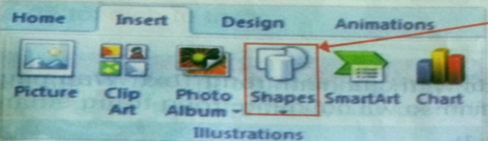 Home Insert Design Animations
Picture Clip Art Photo Album Shapes SmartArt Chart
Illustrations